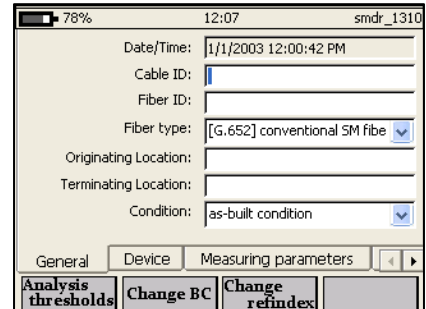 78% 12:07 smdr_1310
Date/Time: 1/1/2003 12:00:42 PM
Cable ID:
Fiber ID:
Fiber type: [G.652] conventional SM fibe
Originating Location:
Terminating Location:
Condition: as-built condition
General Device Measuring parameters
Analysis thresholds Change BC Change refindex